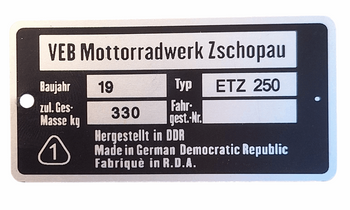 VEB Mottorradwerk Zschopau
Baujahr 19 Typ ETZ 250
zul. Ges- Masse kg 330 Fahr- gest.-Nr.
1
Hergestellt in DDR
Made in German Democratic Republic
Fabriqué in R.D.A.